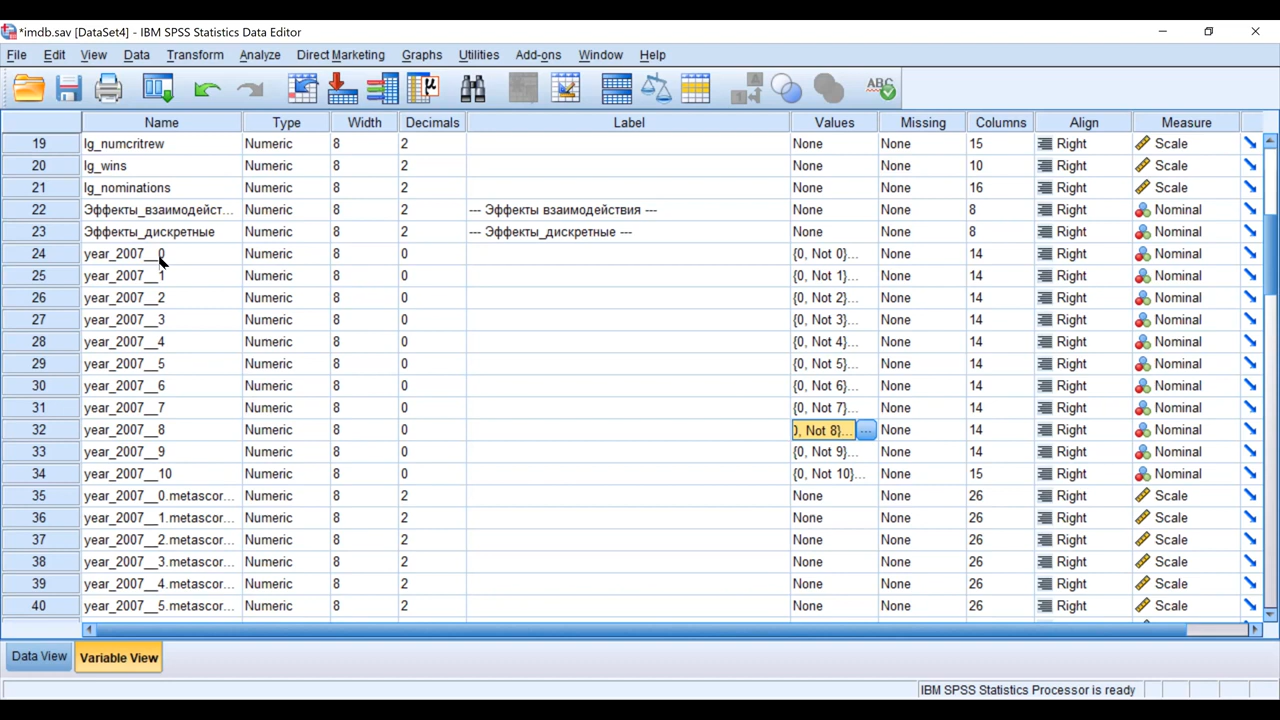 *imdb.sav [DataSet4] - IBM SPSS Statistics Data Editor
File Edit View Data Transform Analyze Direct Marketing Graphs Utilities Add-ons Window Help
Name Type Width Decimals Label Values Missing Columns Align Measure
19 lg_numcritrew Numeric 8 2 None None 15 Right Scale
20 lg_wins Numeric 8 2 None None 10 Right Scale
21 lg_nominations Numeric 8 2 None None 16 Right Scale
22 Эффекты_взаимодейст... Numeric 8 2 --- Эффекты взаимодействия --- None None 8 Right Nominal
23 Эффекты_дискретные Numeric 8 2 --- Эффекты_дискретные --- None None 8 Right Nominal
24 year_2007__0 Numeric 8 0 {0, Not 0}... None 14 Right Nominal
25 year_2007__1 Numeric 8 0 {0, Not 1}... None 14 Right Nominal
26 year_2007__2 Numeric 8 0 {0, Not 2}... None 14 Right Nominal
27 year_2007__3 Numeric 8 0 {0, Not 3}... None 14 Right Nominal
28 year_2007__4 Numeric 8 0 {0, Not 4}... None 14 Right Nominal
29 year_2007__5 Numeric 8 0 {0, Not 5}... None 14 Right Nominal
30 year_2007__6 Numeric 8 0 {0, Not 6}... None 14 Right Nominal
31 year_2007__7 Numeric 8 0 {0, Not 7}... None 14 Right Nominal
32 year_2007__8 Numeric 8 0 0, Not 8}... ... None 14 Right Nominal
33 year_2007__9 Numeric 8 0 {0, Not 9}... None 14 Right Nominal
34 year_2007__10 Numeric 8 0 {0, Not 10}... None 15 Right Nominal
35 year_2007__0.metascor... Numeric 8 2 None None 26 Right Scale
36 year_2007__1.metascor... Numeric 8 2 None None 26 Right Scale
37 year_2007__2.metascor... Numeric 8 2 None None 26 Right Scale
38 year_2007__3.metascor... Numeric 8 2 None None 26 Right Scale
39 year_2007__4.metascor... Numeric 8 2 None None 26 Right Scale
40 year_2007__5.metascor... Numeric 8 2 None None 26 Right Scale
Data View Variable View
IBM SPSS Statistics Processor is ready